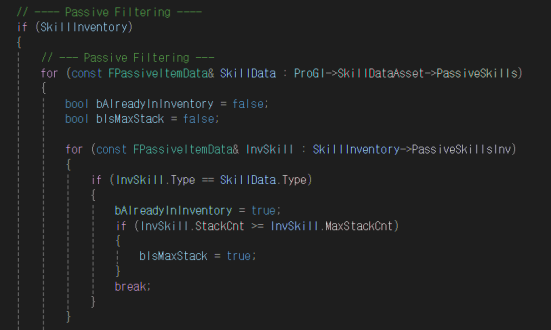 // ---- Passive Filtering ----
if (SkillInventory)
{
// --- Passive Filtering ---
for (const FPassiveItemData& SkillData : ProGI->SkillDataAsset->PassiveSkills)
{
bool bAlreadyInInventory = false;
bool bIsMaxStack = false;
for (const FPassiveItemData& InvSkill : SkillInventory->PassiveSkillsInv)
{
if (InvSkill.Type == SkillData.Type)
{
bAlreadyInInventory = true;
if (InvSkill.StackCnt >= InvSkill.MaxStackCnt)
{
bIsMaxStack = true;
}
break;
}
}